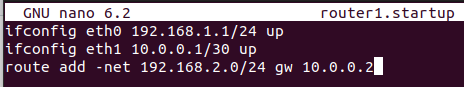 GNU nano 6.2 router1.startup
ifconfig eth0 192.168.1.1/24 up
ifconfig eth1 10.0.0.1/30 up
route add -net 192.168.2.0/24 gw 10.0.0.2